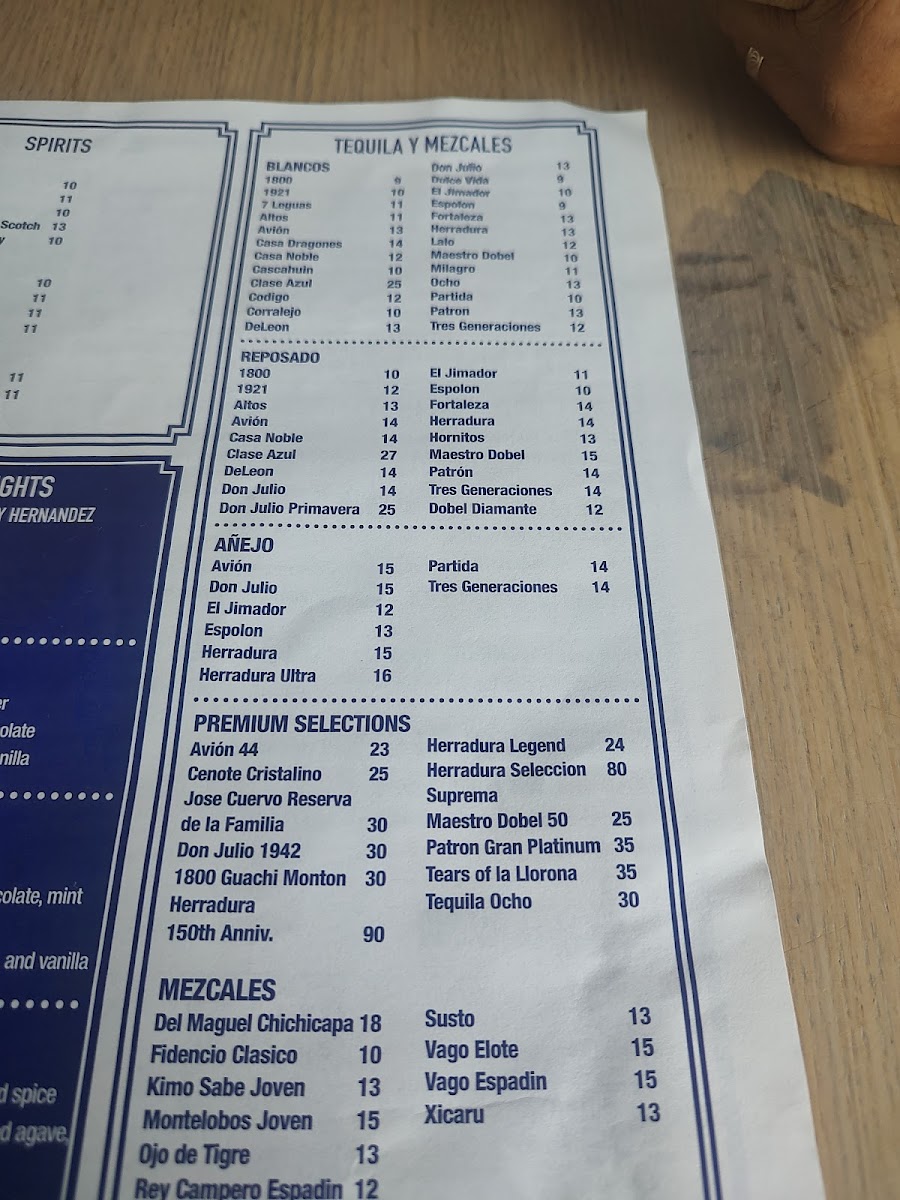 SPIRITS
10
11
10
Scotch 13
10
10
11
11
11
11
11
GHTS
Y HERNANDEZ
er
olate
nilla
colate, mint
and vanilla
d spice
d agave,
TEQUILA Y MEZCALES
BLANCOS
1800
1921 10
7 Leguas 11
Altos 11
Avión 13
Casa Dragones 14
Casa Noble 12
Cascahuin 10
Clase Azul 25
Codigo 12
Corralejo 10
DeLeon 13
Don Julio 13
Dulce Vida 9
El Jimador 10
Espolon 9
Fortaleza 13
Herradura 13
Lalo 12
Maestro Dobel 10
Milagro 11
Ocho 13
Partida 10
Patron 13
Tres Generaciones 12
REPOSADO
1800 10
1921 12
Altos 13
Avión 14
Casa Noble 14
Clase Azul 27
DeLeon 14
Don Julio 14
Don Julio Primavera 25
El Jimador 11
Espolon 10
Fortaleza 14
Herradura 14
Hornitos 13
Maestro Dobel 15
Patrón 14
Tres Generaciones 14
Dobel Diamante 12
AÑEJO
Avión 15
Don Julio 15
El Jimador 12
Espolon 13
Herradura 15
Herradura Ultra 16
Partida 14
Tres Generaciones 14
PREMIUM SELECTIONS
Avión 44 23
Cenote Cristalino 25
Jose Cuervo Reserva
de la Familia 30
Don Julio 1942 30
1800 Guachi Monton 30
Herradura
150th Anniv. 90
Herradura Legend 24
Herradura Seleccion 80
Suprema
Maestro Dobel 50 25
Patron Gran Platinum 35
Tears of la Llorona 35
Tequila Ocho 30
MEZCALES
Del Maguel Chichicapa 18
Fidencio Clasico 10
Kimo Sabe Joven 13
Montelobos Joven 15
Ojo de Tigre 13
Rey Campero Espadin 12
Susto 13
Vago Elote 15
Vago Espadin 15
Xicaru 13